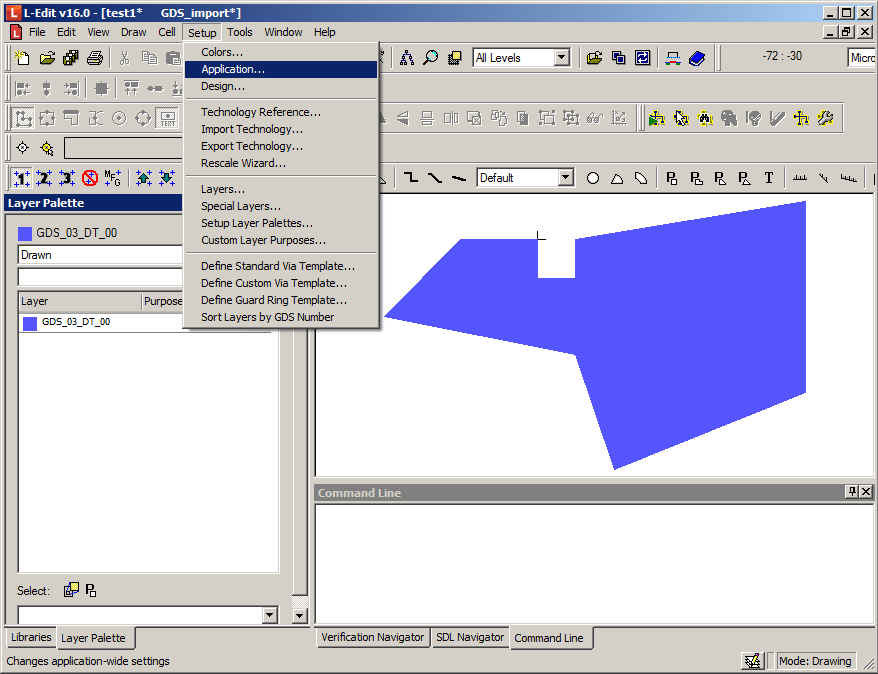 L-Edit v16.0 - [test1* GDS_import*]
File Edit View Draw Cell Setup Tools Window Help
All Levels
-72 : -30
Micro
Colors...
Application...
Design...
Technology Reference...
Import Technology...
Export Technology...
Rescale Wizard...
Layers...
Special Layers...
Setup Layer Palettes...
Custom Layer Purposes...
Define Standard Via Template...
Define Custom Via Template...
Define Guard Ring Template...
Sort Layers by GDS Number
TEXT
1 2 3 MFG
Default
T
Layer Palette
GDS_03_DT_00
Drawn
Layer Purpose
GDS_03_DT_00
Select:
Libraries Layer Palette
Command Line
Verification Navigator SDL Navigator Command Line
Changes application-wide settings
Mode: Drawing